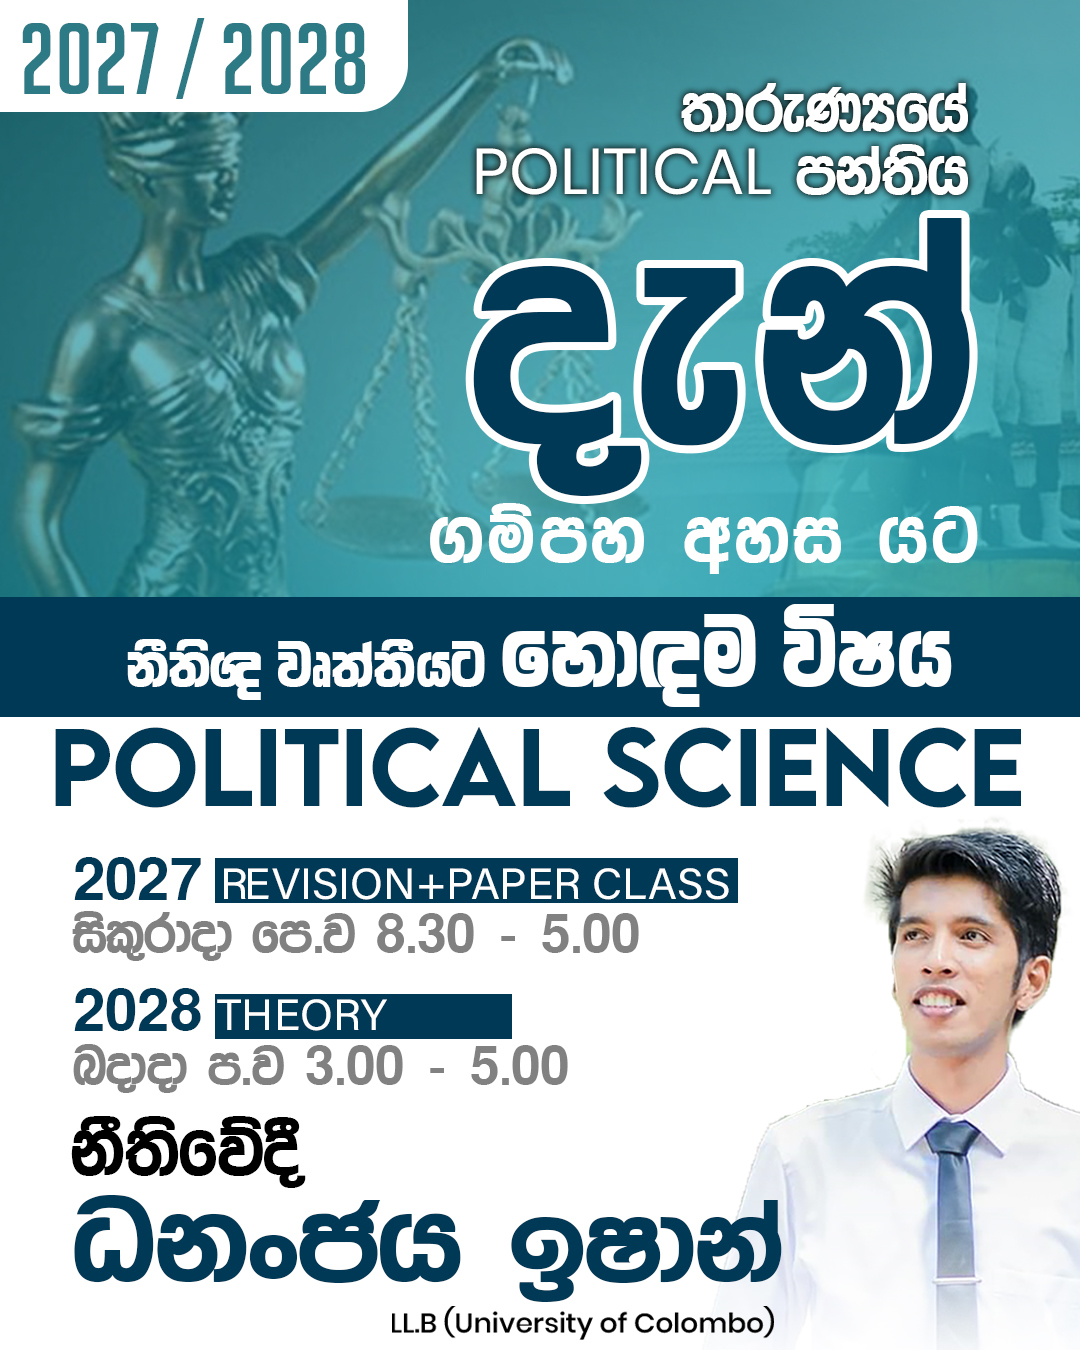 2027 / 2028
තාරුණ්‍යයේ
POLITICAL පන්තිය
දැන්
ගම්පහ අහස යට
නීතිඥ වෘත්තීයට හොඳම විෂය
POLITICAL SCIENCE
2027 REVISION+PAPER CLASS
සිකුරාදා පෙ.ව 8.30 - 5.00
2028 THEORY
බදාදා ප.ව 3.00 - 5.00
නීතිවේදී
ධනංජය ඉෂාන්
LL.B (University of Colombo)